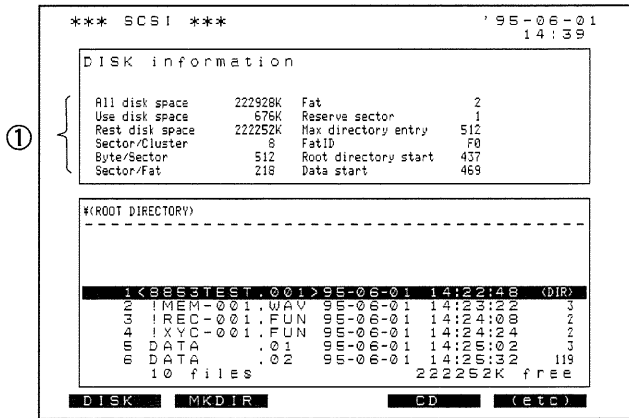 *** SCSI *** '95-06-01
14:39
DISK information
①
All disk space 222928K Fat 2
Use disk space 676K Reserve sector 1
Rest disk space 222252K Max directory entry 512
Sector/Cluster 8 FatID F0
Byte/Sector 512 Root directory start 437
Sector/Fat 218 Data start 469
¥(ROOT DIRECTORY)
1<8853TEST.001>95-06-01 14:22:48 (DIR)
2 !MEM-001.WAV 95-06-01 14:23:22 3
3 !REC-001.FUN 95-06-01 14:24:08 2
4 !XYC-001.FUN 95-06-01 14:24:24 2
5 DATA .01 95-06-01 14:25:02 3
6 DATA .02 95-06-01 14:25:32 119
10 files 222252K free
DISK MKDIR CD (etc)